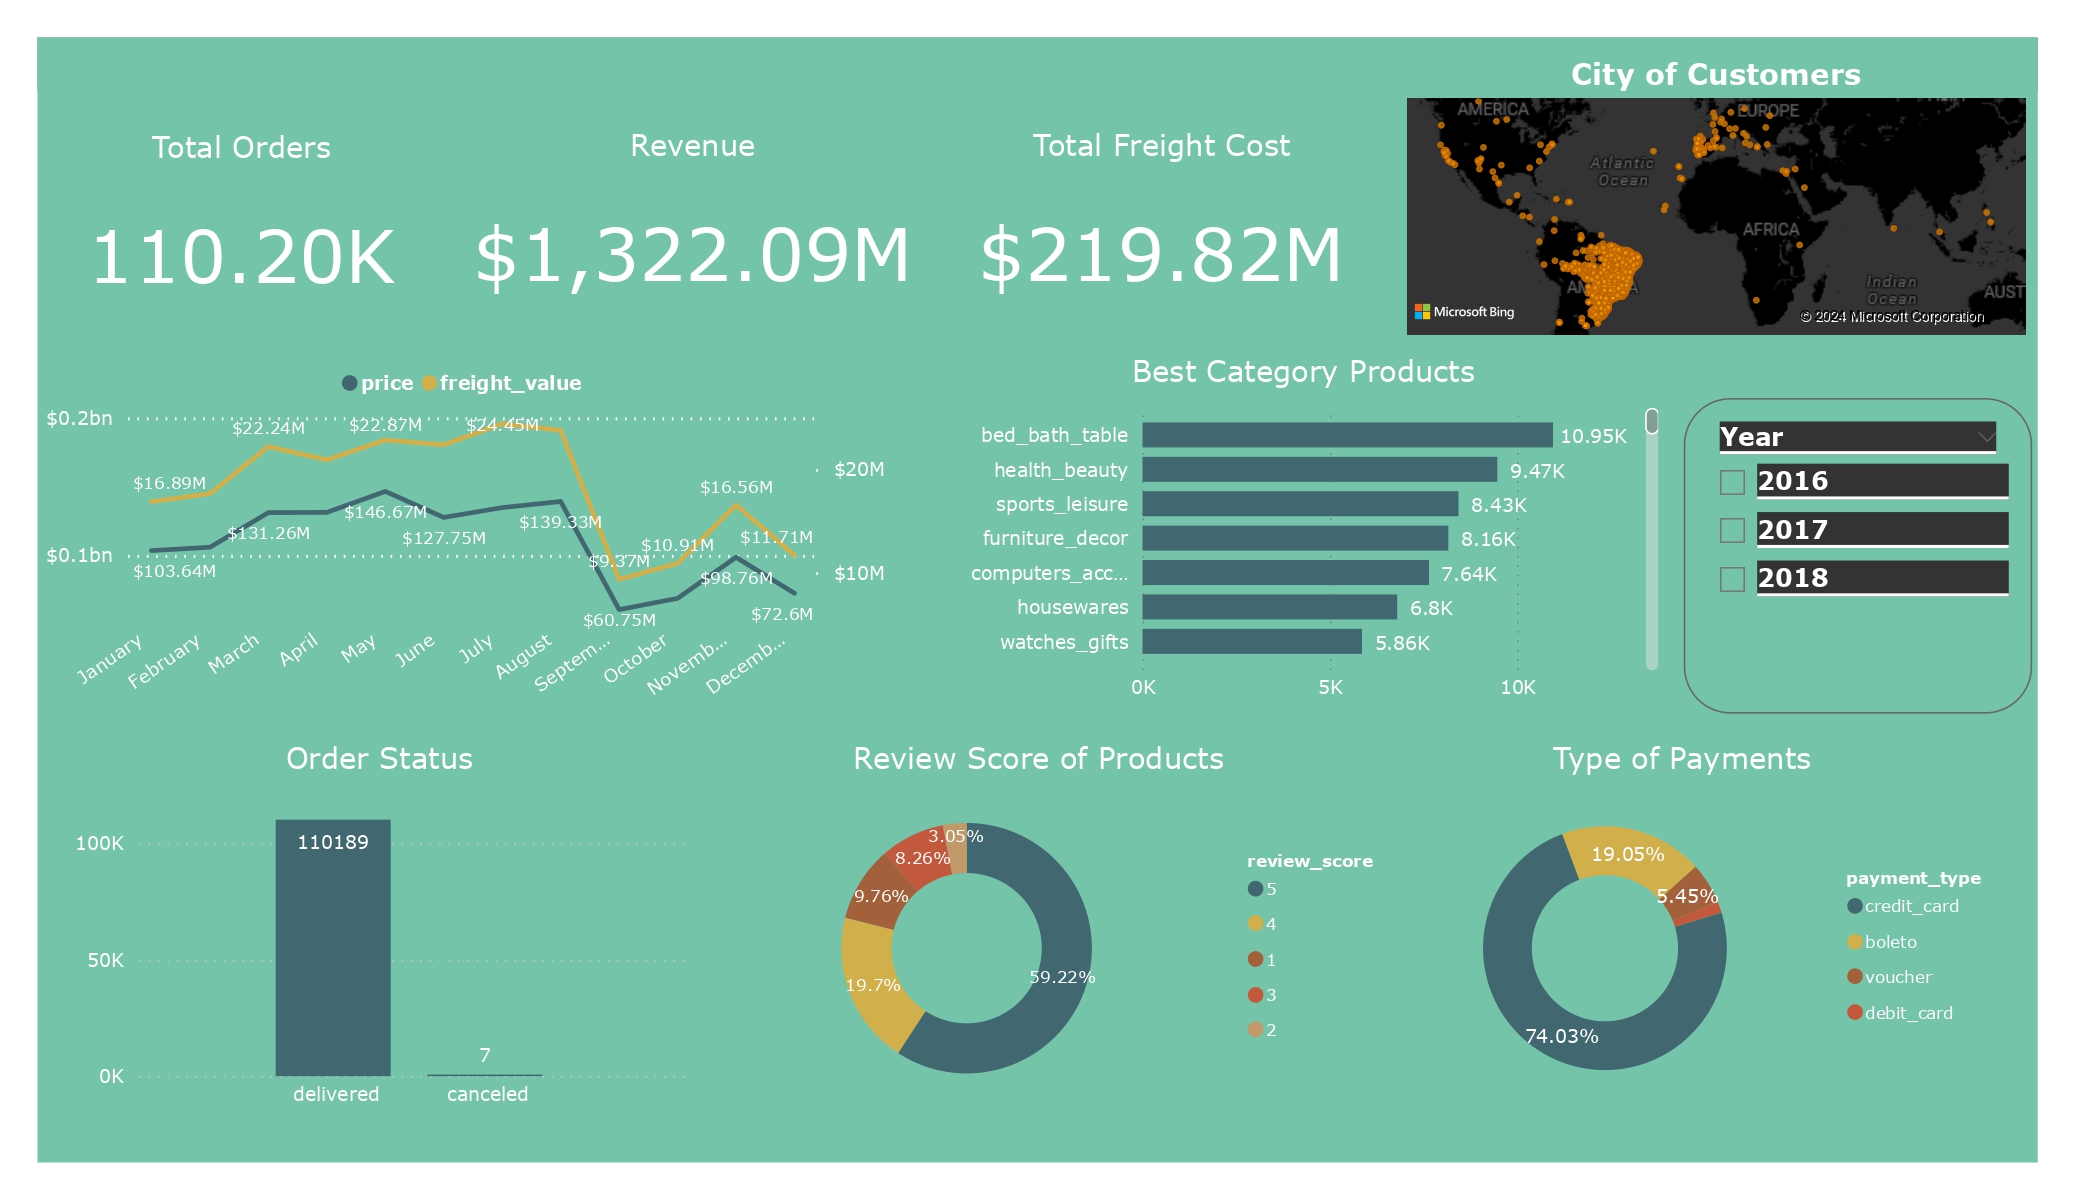 City of Customers
Total Orders
Revenue
Total Freight Cost
110.20K
$1,322.09M
$219.82M
AMERICA
EUROPE
Atlantic
Ocean
AFRICA
Indian
Ocean
AUST
Microsoft Bing
© 2024 Microsoft Corporation
price
freight_value
$0.2bn
$0.1bn
$20M
$10M
$16.89M
$22.24M
$22.87M
$24.45M
$9.37M
$10.91M
$16.56M
$11.71M
$103.64M
$131.26M
$146.67M
$127.75M
$139.33M
$60.75M
$98.76M
$72.6M
January
February
March
April
May
June
July
August
Septem...
October
Novemb...
Decemb...
Best Category Products
bed_bath_table
10.95K
health_beauty
9.47K
sports_leisure
8.43K
furniture_decor
8.16K
computers_acc...
7.64K
housewares
6.8K
watches_gifts
5.86K
0K
5K
10K
Year
2016
2017
2018
Order Status
100K
50K
0K
110189
7
delivered
canceled
Review Score of Products
3.05%
8.26%
9.76%
19.7%
59.22%
review_score
5
4
1
3
2
Type of Payments
19.05%
5.45%
74.03%
payment_type
credit_card
boleto
voucher
debit_card